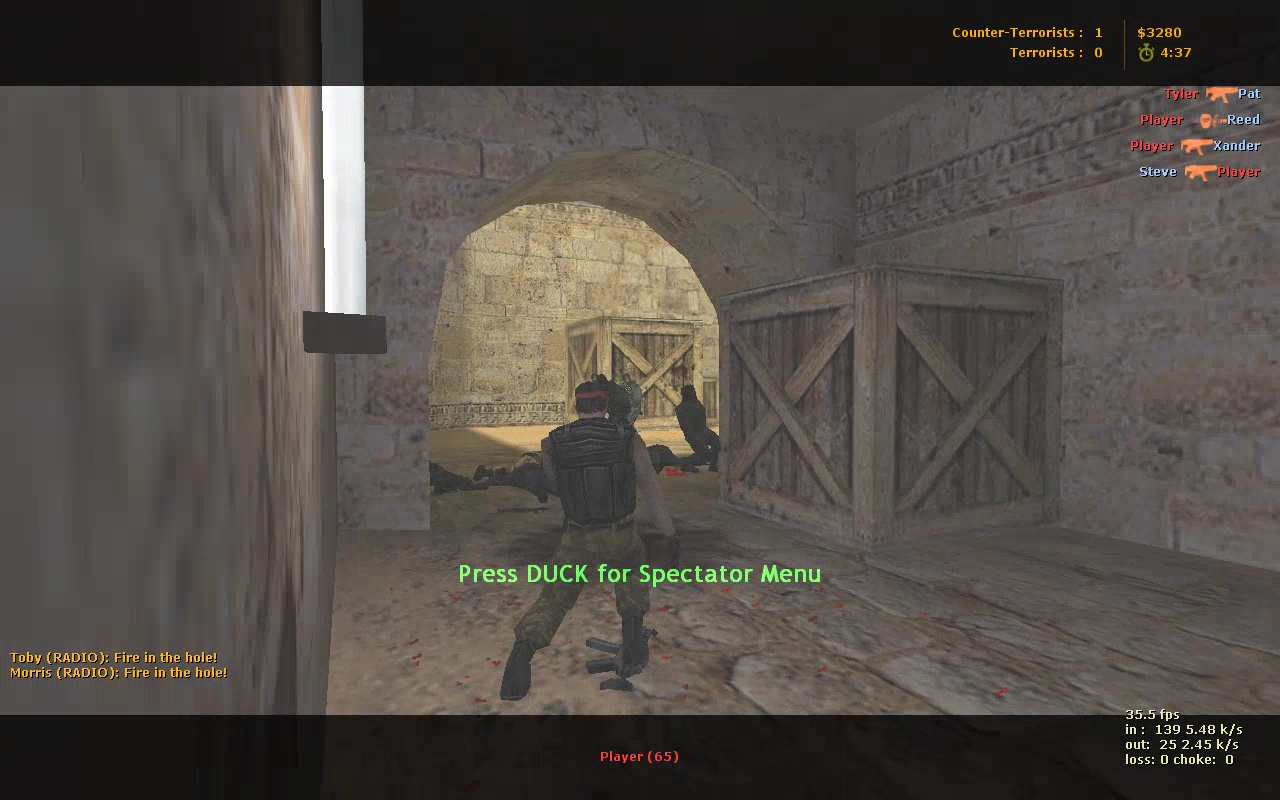 Counter-Terrorists : 1
Terrorists : 0
$3280
4:37
Tyler Pat
Player Reed
Player Xander
Steve Player
Press DUCK for Spectator Menu
Toby (RADIO): Fire in the hole!
Morris (RADIO): Fire in the hole!
35.5 fps
in : 139 5.48 k/s
out: 25 2.45 k/s
loss: 0 choke: 0
Player (65)